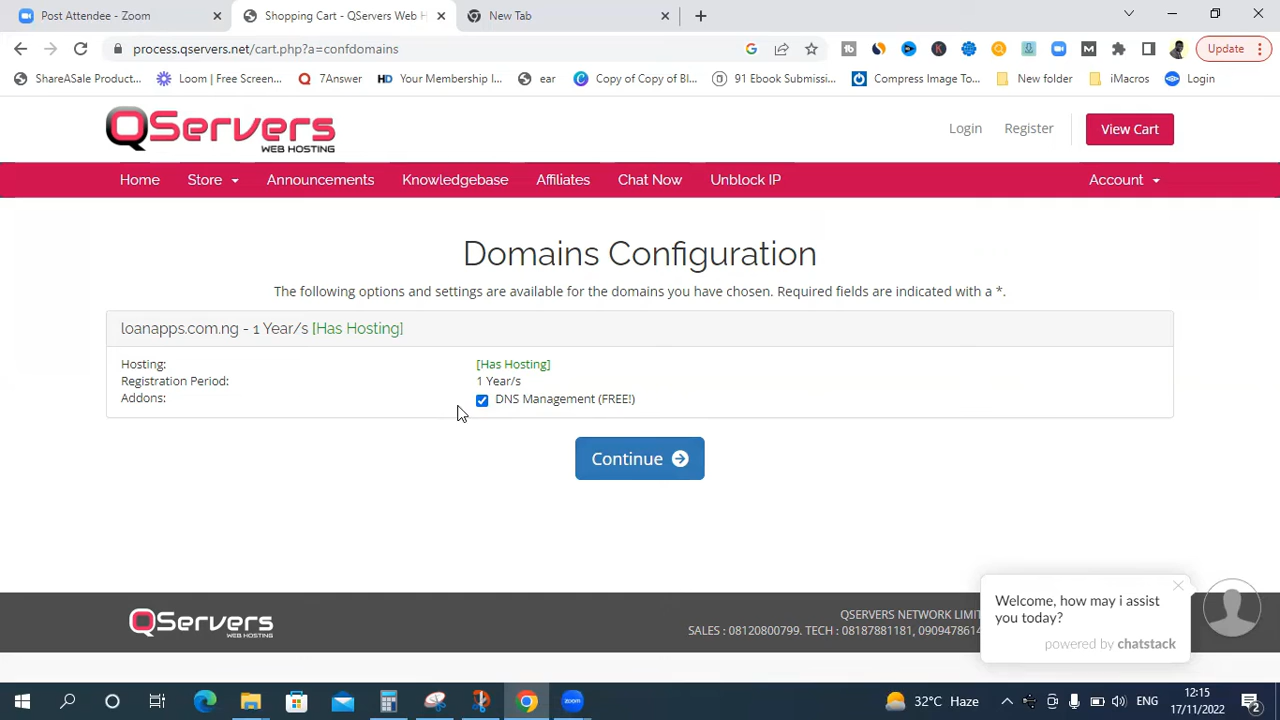 Post Attendee - Zoom
Shopping Cart - QServers Web H
New Tab
process.qservers.net/cart.php?a=confdomains
Update
ShareASale Product...
Loom | Free Screen...
7Answer
Your Membership I...
ear
Copy of Copy of Bl...
91 Ebook Submissi...
Compress Image To...
New folder
iMacros
Login
QServers
WEB HOSTING
Login
Register
View Cart
Home
Store
Announcements
Knowledgebase
Affiliates
Chat Now
Unblock IP
Account
Domains Configuration
The following options and settings are available for the domains you have chosen. Required fields are indicated with a *.
loanapps.com.ng - 1 Year/s [Has Hosting]
Hosting: [Has Hosting]
Registration Period: 1 Year/s
Addons: DNS Management (FREE!)
Continue
Welcome, how may i assist
you today?
powered by chatstack
QServers
WEB HOSTING
QSERVERS NETWORK LIMIT
SALES : 08120800799. TECH : 08187881181, 0909478614
zoom
32°C Haze
ENG
12:15
17/11/2022
2